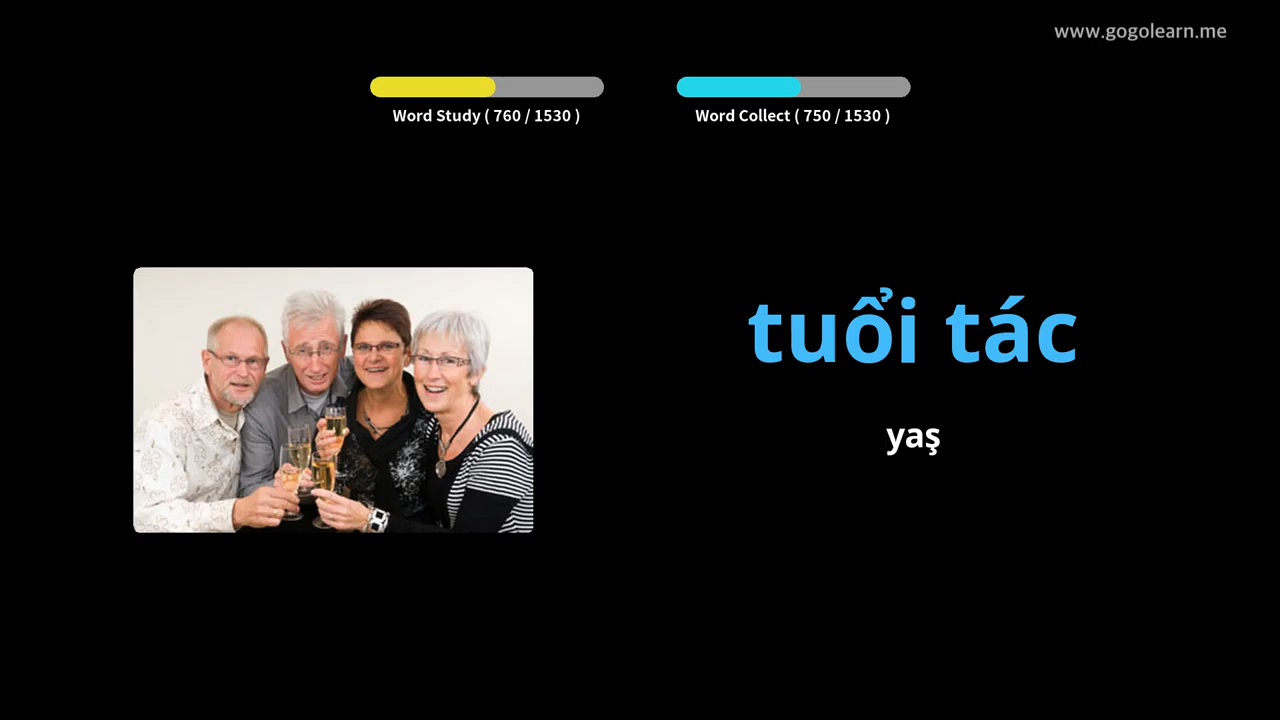 www.gogolearn.me
Word Study ( 760 / 1530 )
Word Collect ( 750 / 1530 )
tuổi tác
yaş